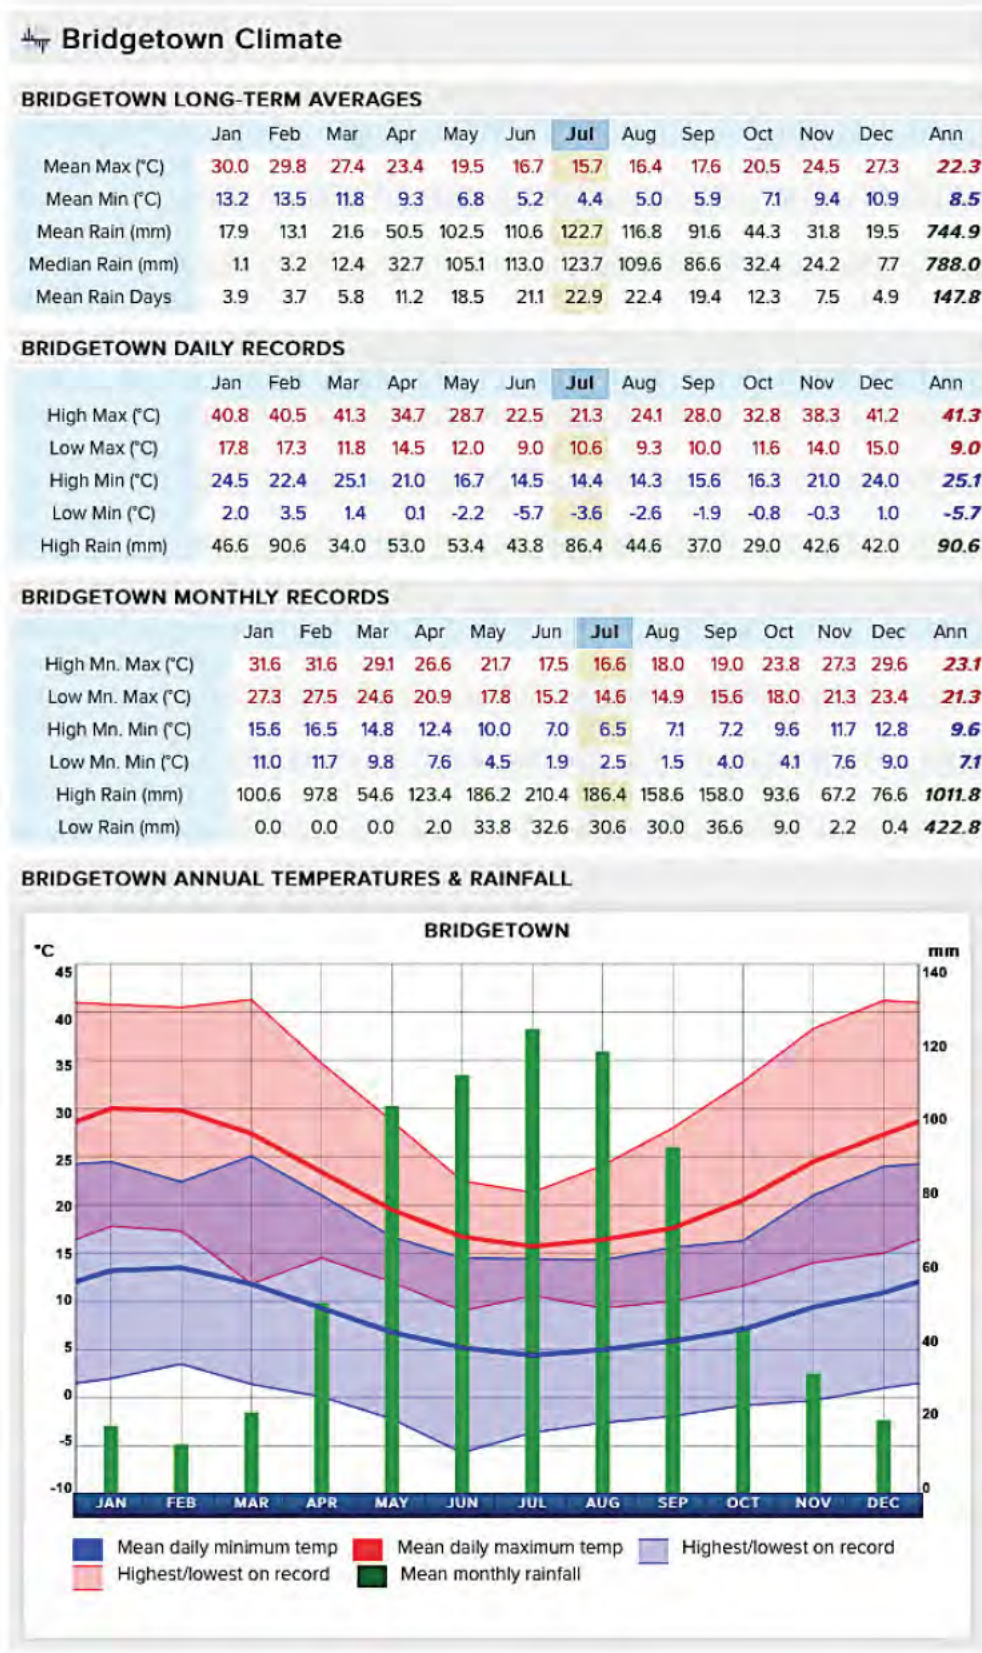 Bridgetown Climate
BRIDGETOWN LONG-TERM AVERAGES
Jan Feb Mar Apr May Jun Jul Aug Sep Oct Nov Dec Ann
Mean Max (°C) 30.0 29.8 27.4 23.4 19.5 16.7 15.7 16.4 17.6 20.5 24.5 27.3 22.3
Mean Min (°C) 13.2 13.5 11.8 9.3 6.8 5.2 4.4 5.0 5.9 7.1 9.4 10.9 8.5
Mean Rain (mm) 17.9 13.1 21.6 50.5 102.5 110.6 122.7 116.8 91.6 44.3 31.8 19.5 744.9
Median Rain (mm) 1.1 3.2 12.4 32.7 105.1 113.0 123.7 109.6 86.6 32.4 24.2 7.7 788.0
Mean Rain Days 3.9 3.7 5.8 11.2 18.5 21.1 22.9 22.4 19.4 12.3 7.5 4.9 147.8
BRIDGETOWN DAILY RECORDS
Jan Feb Mar Apr May Jun Jul Aug Sep Oct Nov Dec Ann
High Max (°C) 40.8 40.5 41.3 34.7 28.7 22.5 21.3 24.1 28.0 32.8 38.3 41.2 41.3
Low Max (°C) 17.8 17.3 11.8 14.5 12.0 9.0 10.6 9.3 10.0 11.6 14.0 15.0 9.0
High Min (°C) 24.5 22.4 25.1 21.0 16.7 14.5 14.4 14.3 15.6 16.3 21.0 24.0 25.1
Low Min (°C) 2.0 3.5 1.4 0.1 -2.2 -5.7 -3.6 -2.6 -1.9 -0.8 -0.3 1.0 -5.7
High Rain (mm) 46.6 90.6 34.0 53.0 53.4 43.8 86.4 44.6 37.0 29.0 42.6 42.0 90.6
BRIDGETOWN MONTHLY RECORDS
Jan Feb Mar Apr May Jun Jul Aug Sep Oct Nov Dec Ann
High Mn. Max (°C) 31.6 31.6 29.1 26.6 21.7 17.5 16.6 18.0 19.0 23.8 27.3 29.6 23.1
Low Mn. Max (°C) 27.3 27.5 24.6 20.9 17.8 15.2 14.6 14.9 15.6 18.0 21.3 23.4 21.3
High Mn. Min (°C) 15.6 16.5 14.8 12.4 10.0 7.0 6.5 7.1 7.2 9.6 11.7 12.8 9.6
Low Mn. Min (°C) 11.0 11.7 9.8 7.6 4.5 1.9 2.5 1.5 4.0 4.1 7.6 9.0 7.1
High Rain (mm) 100.6 97.8 54.6 123.4 186.2 210.4 186.4 158.6 158.0 93.6 67.2 76.6 1011.8
Low Rain (mm) 0.0 0.0 0.0 2.0 33.8 32.6 30.6 30.0 36.6 9.0 2.2 0.4 422.8
BRIDGETOWN ANNUAL TEMPERATURES & RAINFALL
BRIDGETOWN
°C mm
45 140
40
120
35
30 100
25
80
20
15 60
10
40
5
0
20
-5
-10 0
JAN FEB MAR APR MAY JUN JUL AUG SEP OCT NOV DEC
Mean daily minimum temp Mean daily maximum temp Highest/lowest on record
Highest/lowest on record Mean monthly rainfall